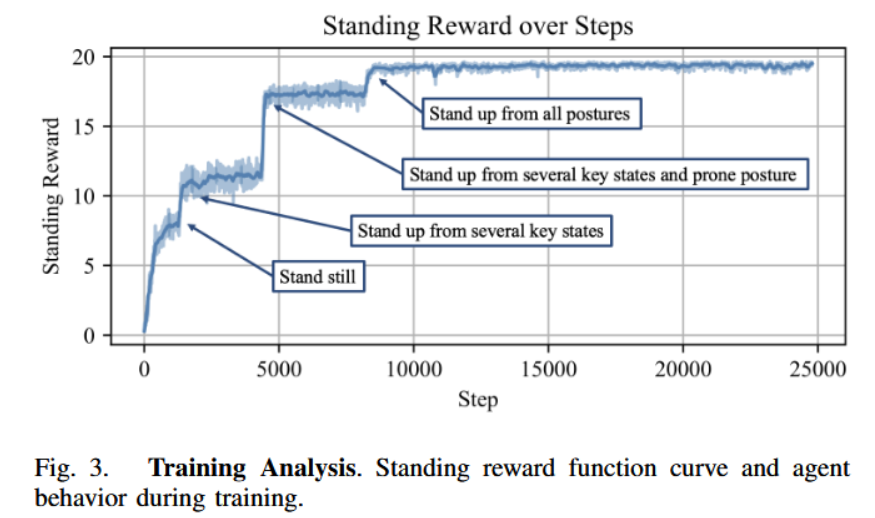 Standing Reward over Steps
20
15
10
5
0
Standing Reward
Stand up from all postures
Stand up from several key states and prone posture
Stand up from several key states
Stand still
0 5000 10000 15000 20000 25000
Step
Fig. 3. Training Analysis. Standing reward function curve and agent
behavior during training.